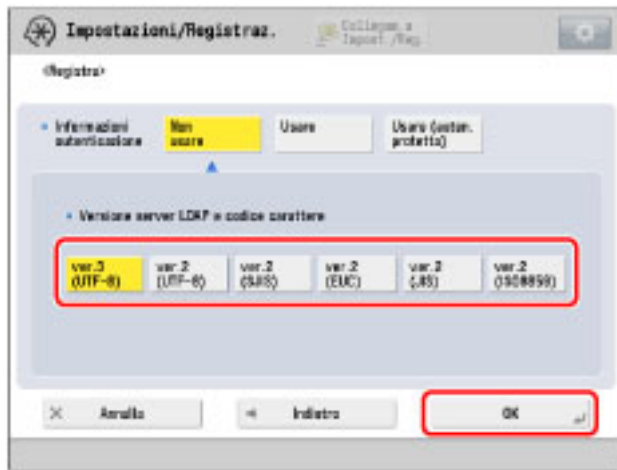 Impostazioni/Registraz.
Collegam. a
Impost./Reg.
<Registra>
Informazioni
autenticazione
Non
usare
Usare
Usare (auten.
protetta)
Versione server LDAP e codice carattere
ver.3
(UTF-8)
ver.2
(UTF-8)
ver.2
(SJIS)
ver.2
(EUC)
ver.2
(JIS)
ver.2
(ISO8859)
Annulla
Indietro
OK